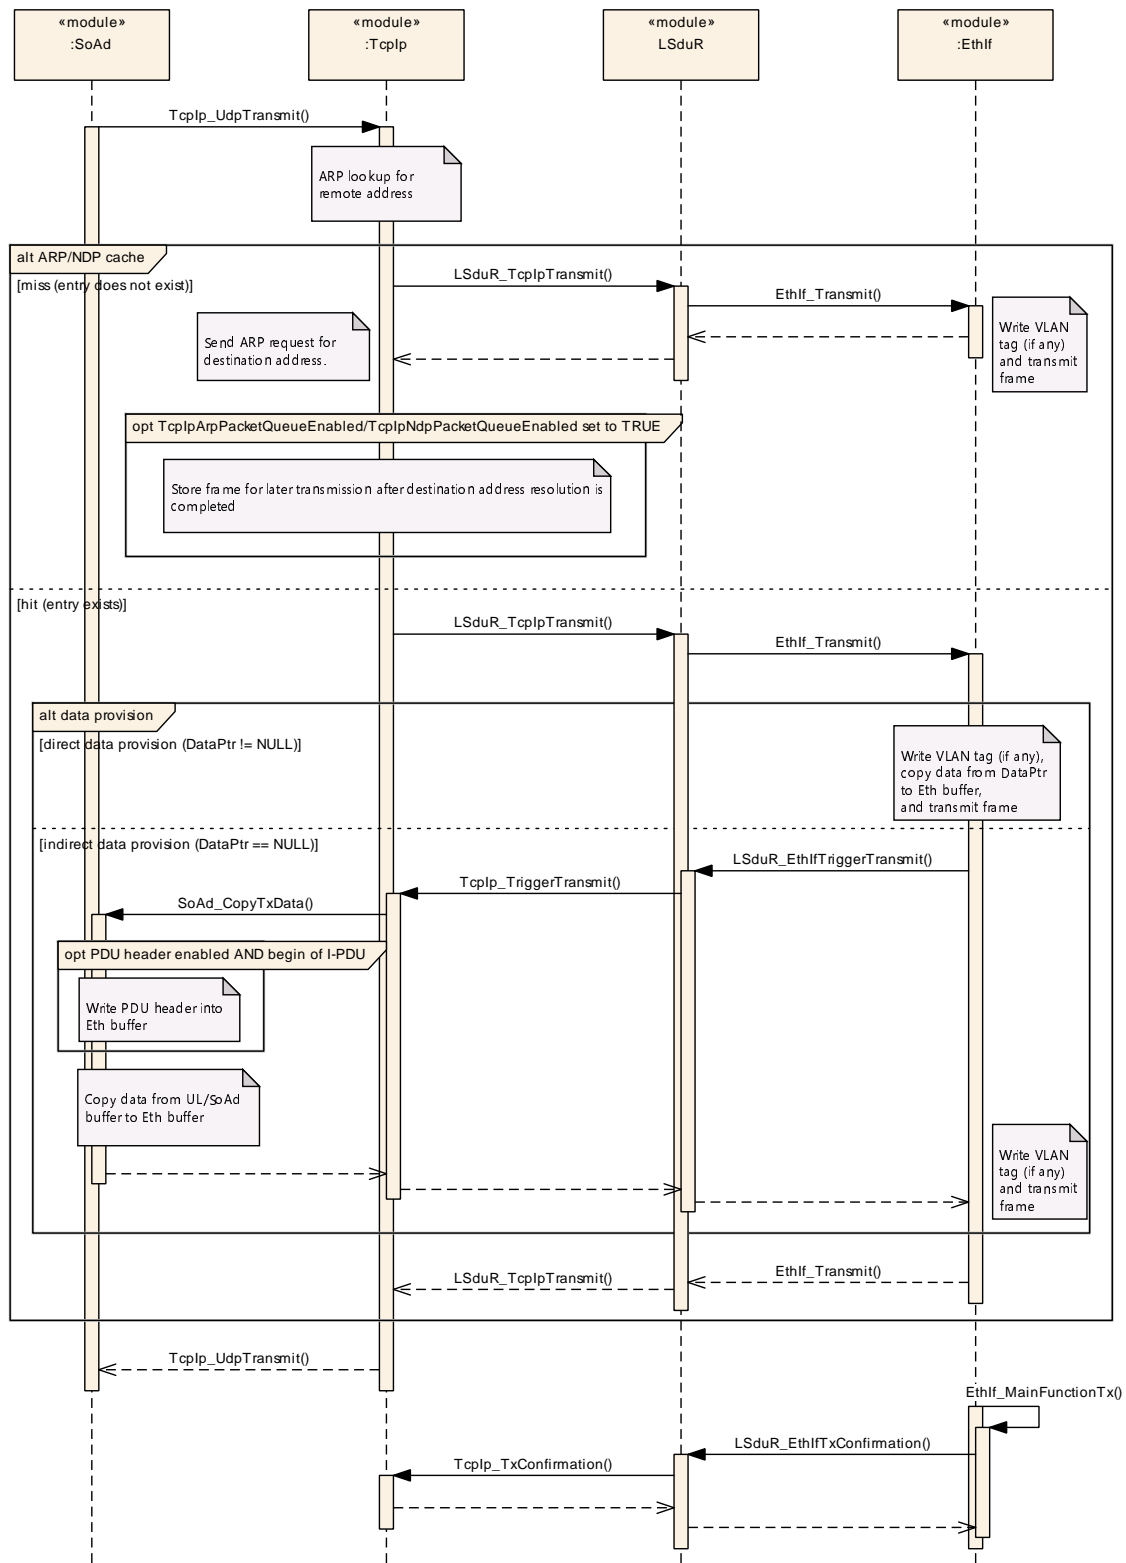 «module»
:SoAd
«module»
:TcpIp
«module»
LSduR
«module»
:EthIf
TcpIp_UdpTransmit()
ARP lookup for
remote address
alt ARP/NDP cache
[miss (entry does not exist)]
LSduR_TcpIpTransmit()
EthIf_Transmit()
Write VLAN
tag (if any)
and transmit
frame
Send ARP request for
destination address.
opt TcpIpArpPacketQueueEnabled/TcpIpNdpPacketQueueEnabled set to TRUE
Store frame for later transmission after destination address resolution is
completed
[hit (entry exists)]
LSduR_TcpIpTransmit()
EthIf_Transmit()
alt data provision
[direct data provision (DataPtr != NULL)]
Write VLAN tag (if any),
copy data from DataPtr
to Eth buffer,
and transmit frame
[indirect data provision (DataPtr == NULL)]
LSduR_EthIfTriggerTransmit()
TcpIp_TriggerTransmit()
SoAd_CopyTxData()
opt PDU header enabled AND begin of I-PDU
Write PDU header into
Eth buffer
Copy data from UL/SoAd
buffer to Eth buffer
Write VLAN
tag (if any)
and transmit
frame
EthIf_Transmit()
LSduR_TcpIpTransmit()
TcpIp_UdpTransmit()
EthIf_MainFunctionTx()
LSduR_EthIfTxConfirmation()
TcpIp_TxConfirmation()